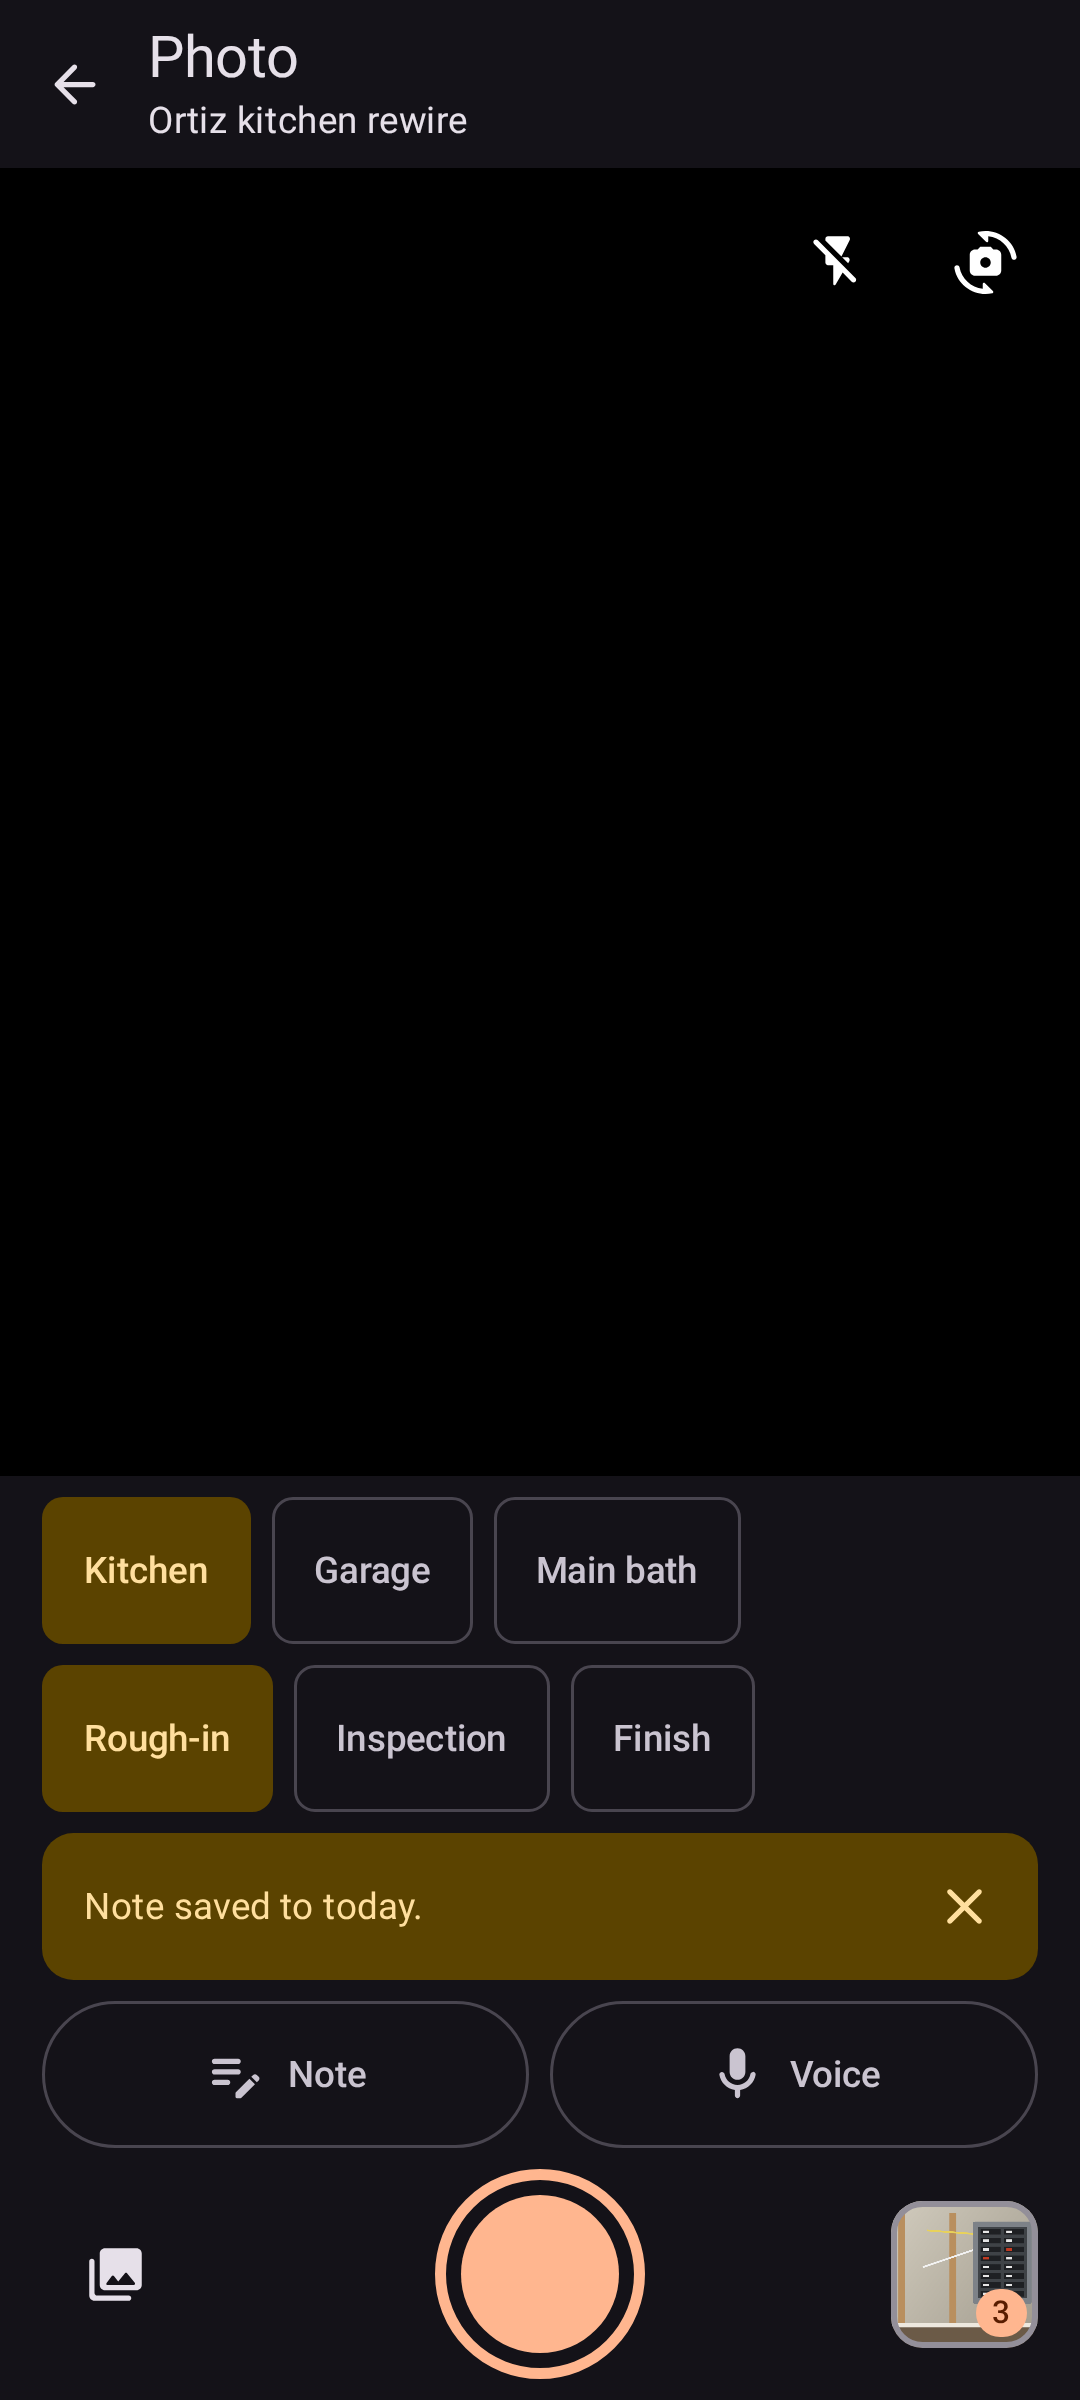 Photo
Ortiz kitchen rewire
Kitchen
Garage
Main bath
Rough-in
Inspection
Finish
Note saved to today.
Note
Voice
3